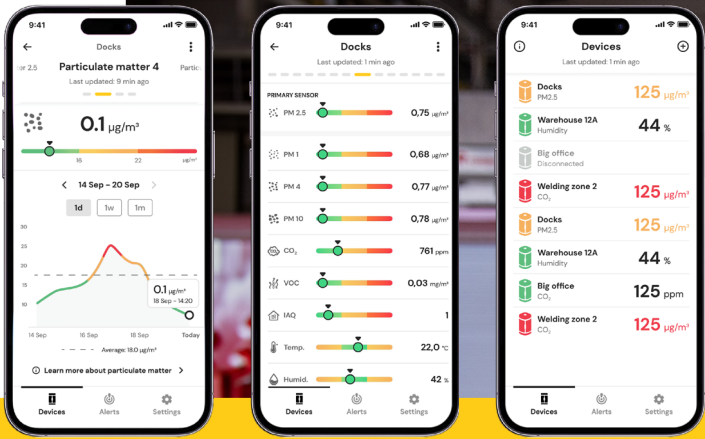 9:41
Docks
or 2.5
Particulate matter 4
Partic
Last updated: 9 min ago
0.1 µg/m³
16
22
µg/m³
14 Sep - 20 Sep
1d
1w
1m
30
25
20
15
10
0.1 µg/m³
18 Sep - 14:20
14 Sep
16 Sep
18 Sep
Today
Average: 18.0 µg/m³
Learn more about particulate matter
Devices
Alerts
Settings
9:41
Docks
Last updated: 1 min ago
PRIMARY SENSOR
PM 2.5
0,75 µg/m³
PM 1
0,68 µg/m³
PM 4
0,77 µg/m³
PM 10
0,78 µg/m³
CO₂
761 ppm
VOC
0,03 mg/m³
IAQ
1
Temp.
22,0 °C
Humid.
42 %
Devices
Alerts
Settings
9:41
Devices
Last updated: 1 min ago
Docks
PM2.5
125 µg/m³
Warehouse 12A
Humidity
44 %
Big office
Disconnected
Welding zone 2
CO₂
125 µg/m³
Docks
PM2.5
125 µg/m³
Warehouse 12A
Humidity
44 %
Big office
CO₂
125 ppm
Welding zone 2
CO₂
125 µg/m³
Devices
Alerts
Settings